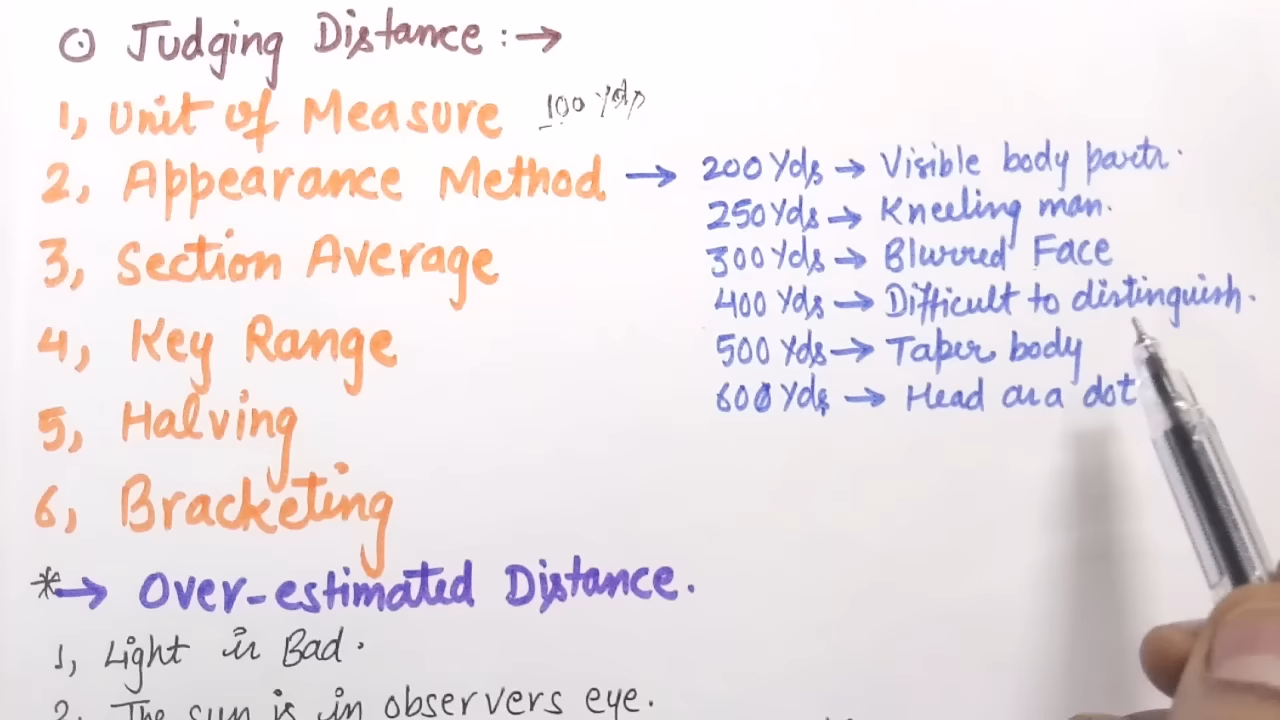 ⊙ Judging Distance :→
1, Unit of Measure 100 Yds
2, Appearance Method → 200 Yds → Visible body parts.
250 Yds → Kneeling man.
3, Section Average
300 Yds → Blurred Face
400 Yds → Difficult to distinguish.
4, Key Range
500 Yds → Taper body
600 Yds → Head as a dot
5, Halving
6, Bracketing
*→ Over-estimated Distance.
1, Light is Bad.
2. The sun is in observers eye.